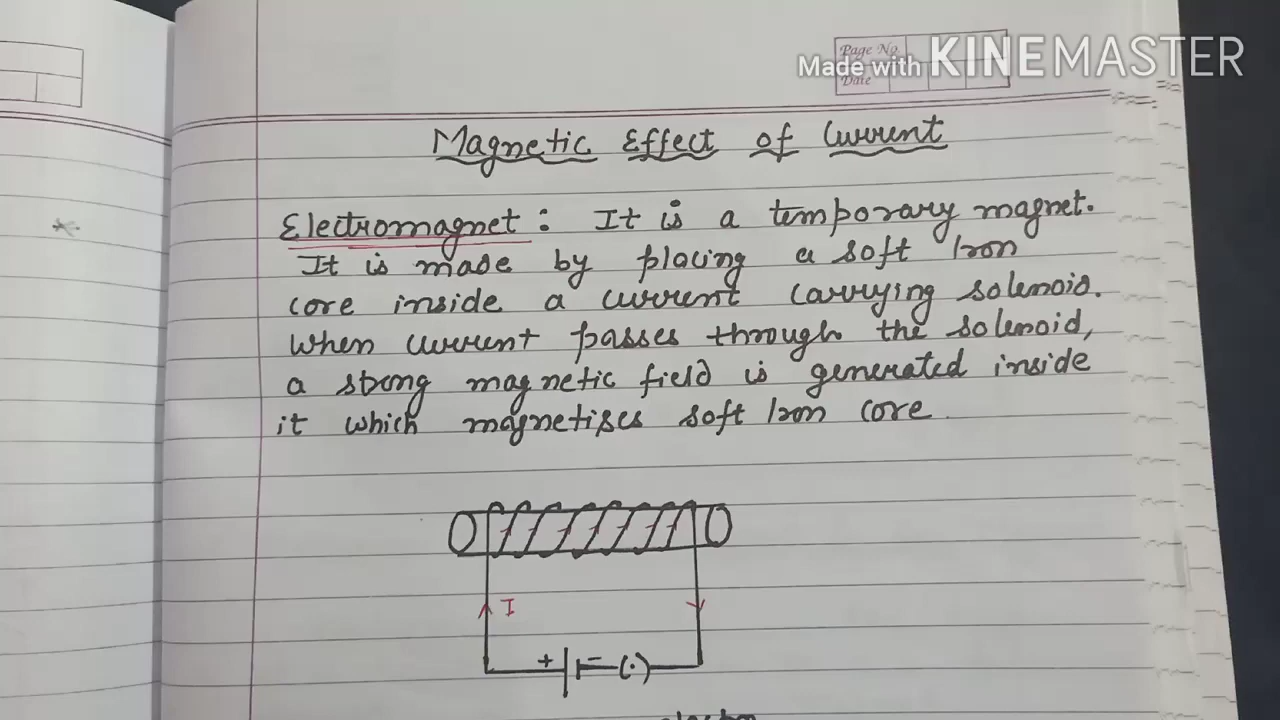 Page No.
Date
Made with KINEMASTER
Magnetic Effect of Current
Electromagnet : It is a temporary magnet.
It is made by placing a soft Iron
core inside a current carrying solenoid.
When current passes through the solenoid,
a strong magnetic field is generated inside
it which magnetises soft Iron core
I
+ − (·)